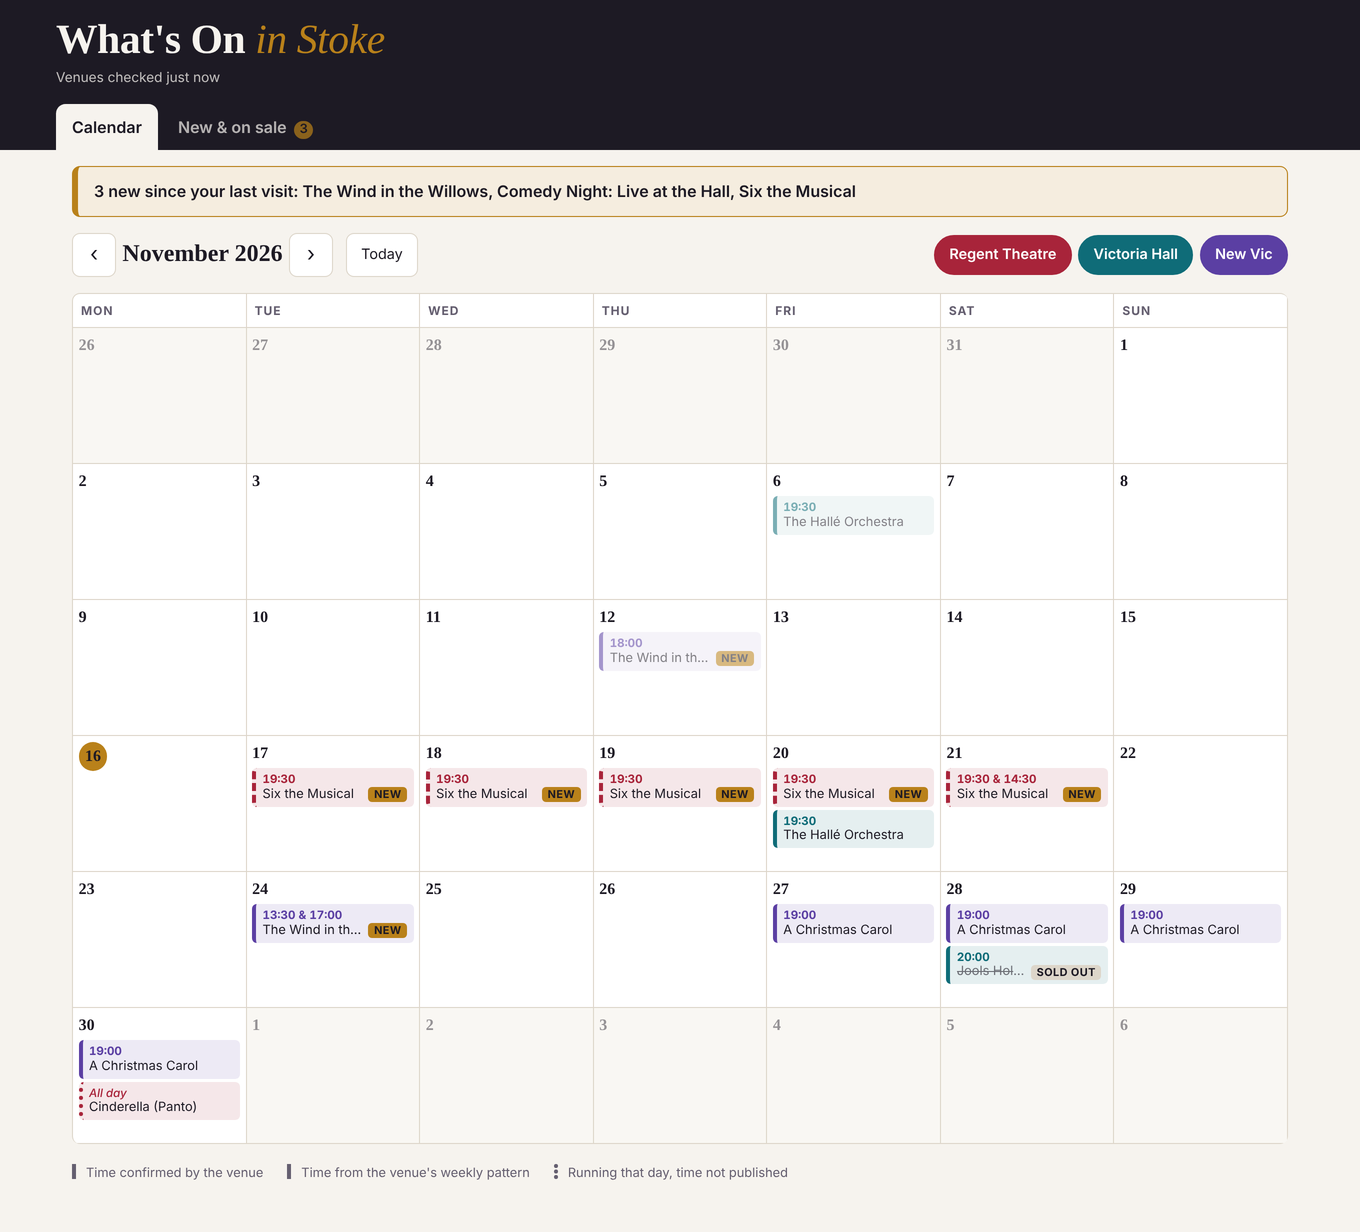 What's On in Stoke
Venues checked just now
Calendar
New & on sale 3
3 new since your last visit: The Wind in the Willows, Comedy Night: Live at the Hall, Six the Musical
‹ November 2026 › Today
Regent Theatre Victoria Hall New Vic
MON TUE WED THU FRI SAT SUN
26 27 28 29 30 31 1
2 3 4 5 6 7 8
19:30
The Hallé Orchestra
9 10 11 12 13 14 15
18:00
The Wind in th... NEW
16 17 18 19 20 21 22
19:30
Six the Musical NEW
19:30
Six the Musical NEW
19:30
Six the Musical NEW
19:30
Six the Musical NEW
19:30
The Hallé Orchestra
19:30 & 14:30
Six the Musical NEW
23 24 25 26 27 28 29
13:30 & 17:00
The Wind in th... NEW
19:00
A Christmas Carol
19:00
A Christmas Carol
20:00
Jools Hol... SOLD OUT
19:00
A Christmas Carol
30 1 2 3 4 5 6
19:00
A Christmas Carol
All day
Cinderella (Panto)
Time confirmed by the venue
Time from the venue's weekly pattern
Running that day, time not published